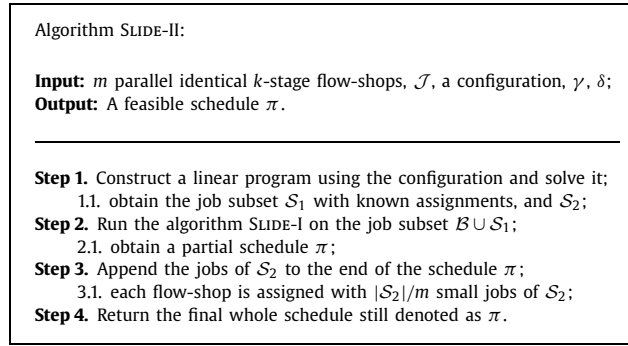 Algorithm SLIDE-II:
Input: m parallel identical k-stage flow-shops, 𝒥, a configuration, γ, δ;
Output: A feasible schedule π.
Step 1. Construct a linear program using the configuration and solve it;
1.1. obtain the job subset 𝒮₁ with known assignments, and 𝒮₂;
Step 2. Run the algorithm SLIDE-I on the job subset ℬ ∪ 𝒮₁;
2.1. obtain a partial schedule π;
Step 3. Append the jobs of 𝒮₂ to the end of the schedule π;
3.1. each flow-shop is assigned with |𝒮₂|/m small jobs of 𝒮₂;
Step 4. Return the final whole schedule still denoted as π.